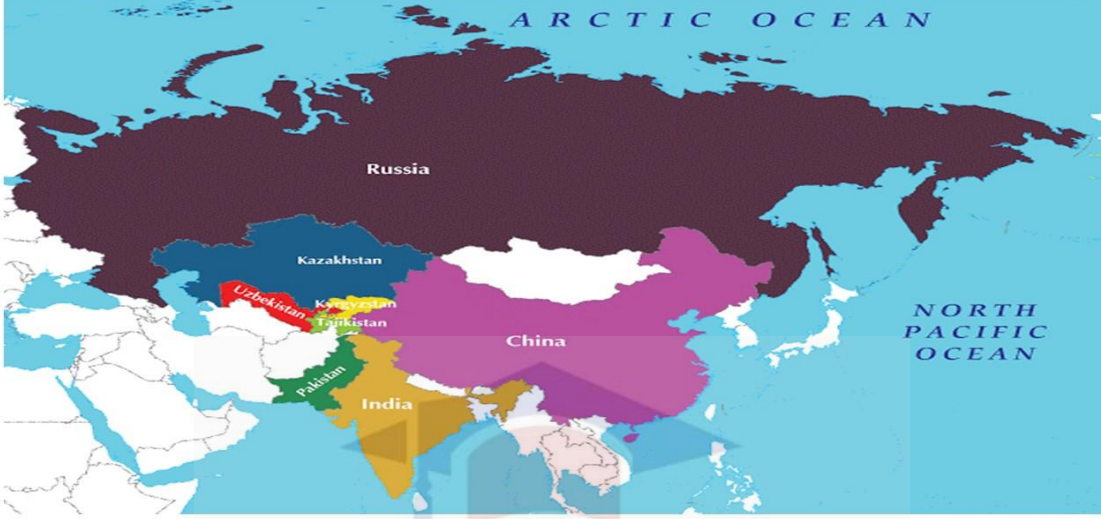 ARCTIC OCEAN
Russia
Kazakhstan
Uzbekistan
Kyrgyzstan
Tajikistan
NORTH
PACIFIC
OCEAN
China
Pakistan
India